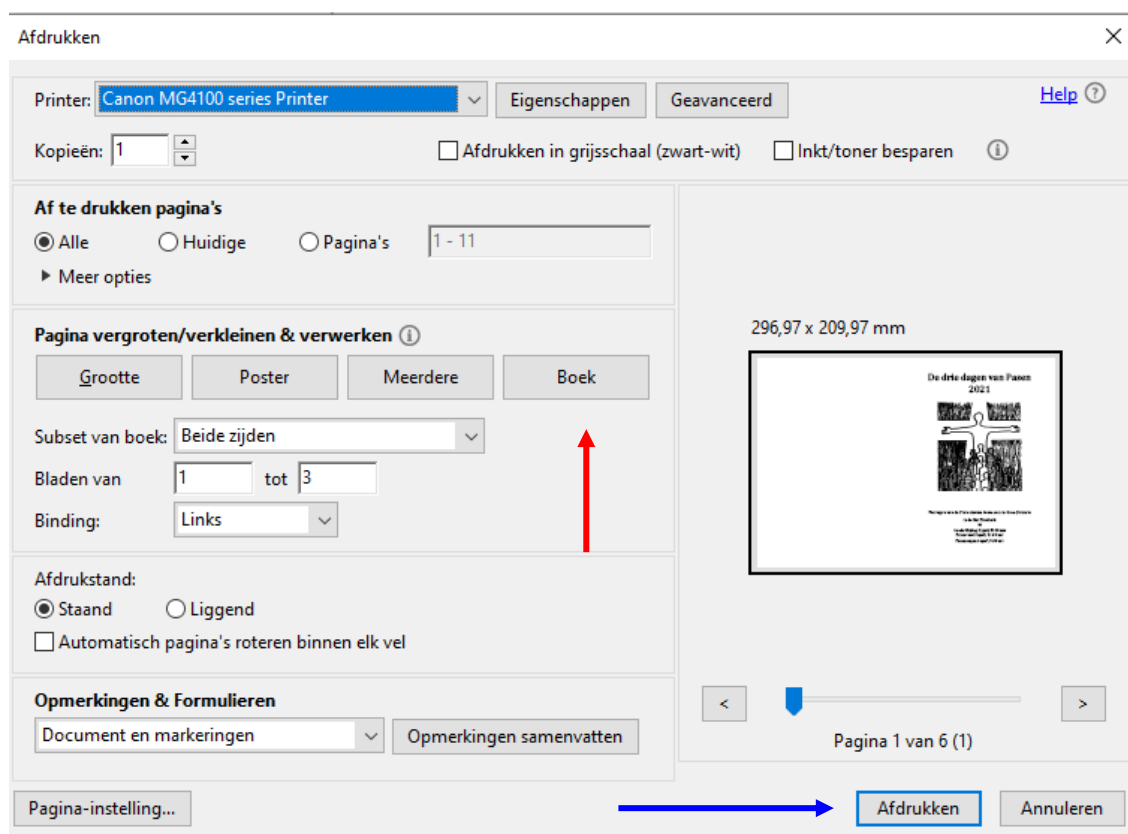 Afdrukken
Printer: Canon MG4100 series Printer Eigenschappen Geavanceerd Help
Kopieën: 1 Afdrukken in grijsschaal (zwart-wit) Inkt/toner besparen
Af te drukken pagina's
Alle Huidige Pagina's 1 - 11
Meer opties
Pagina vergroten/verkleinen & verwerken
Grootte Poster Meerdere Boek
Subset van boek: Beide zijden
Bladen van 1 tot 3
Binding: Links
Afdrukstand:
Staand Liggend
Automatisch pagina's roteren binnen elk vel
Opmerkingen & Formulieren
Document en markeringen Opmerkingen samenvatten
296,97 x 209,97 mm
De drie dagen van Pasen
2021
< >
Pagina 1 van 6 (1)
Pagina-instelling... Afdrukken Annuleren